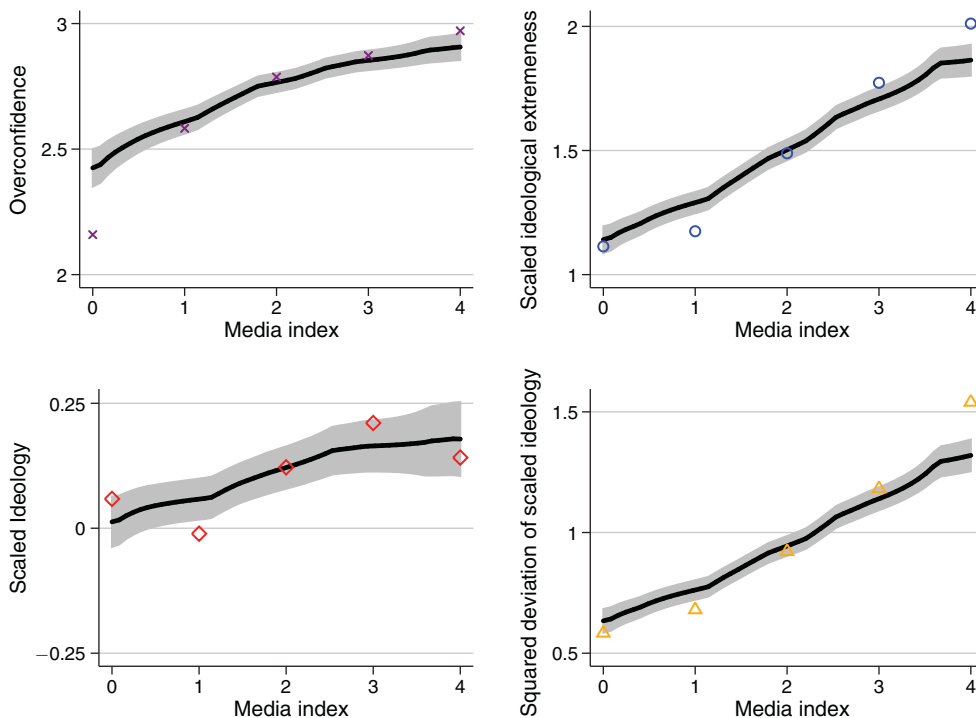 Overconfidence
3
2.5
2
0 1 2 3 4
Media index
Scaled ideological extremeness
2
1.5
1
0 1 2 3 4
Media index
Scaled Ideology
0.25
0
−0.25
0 1 2 3 4
Media index
Squared deviation of scaled ideology
1.5
1
0.5
0 1 2 3 4
Media index